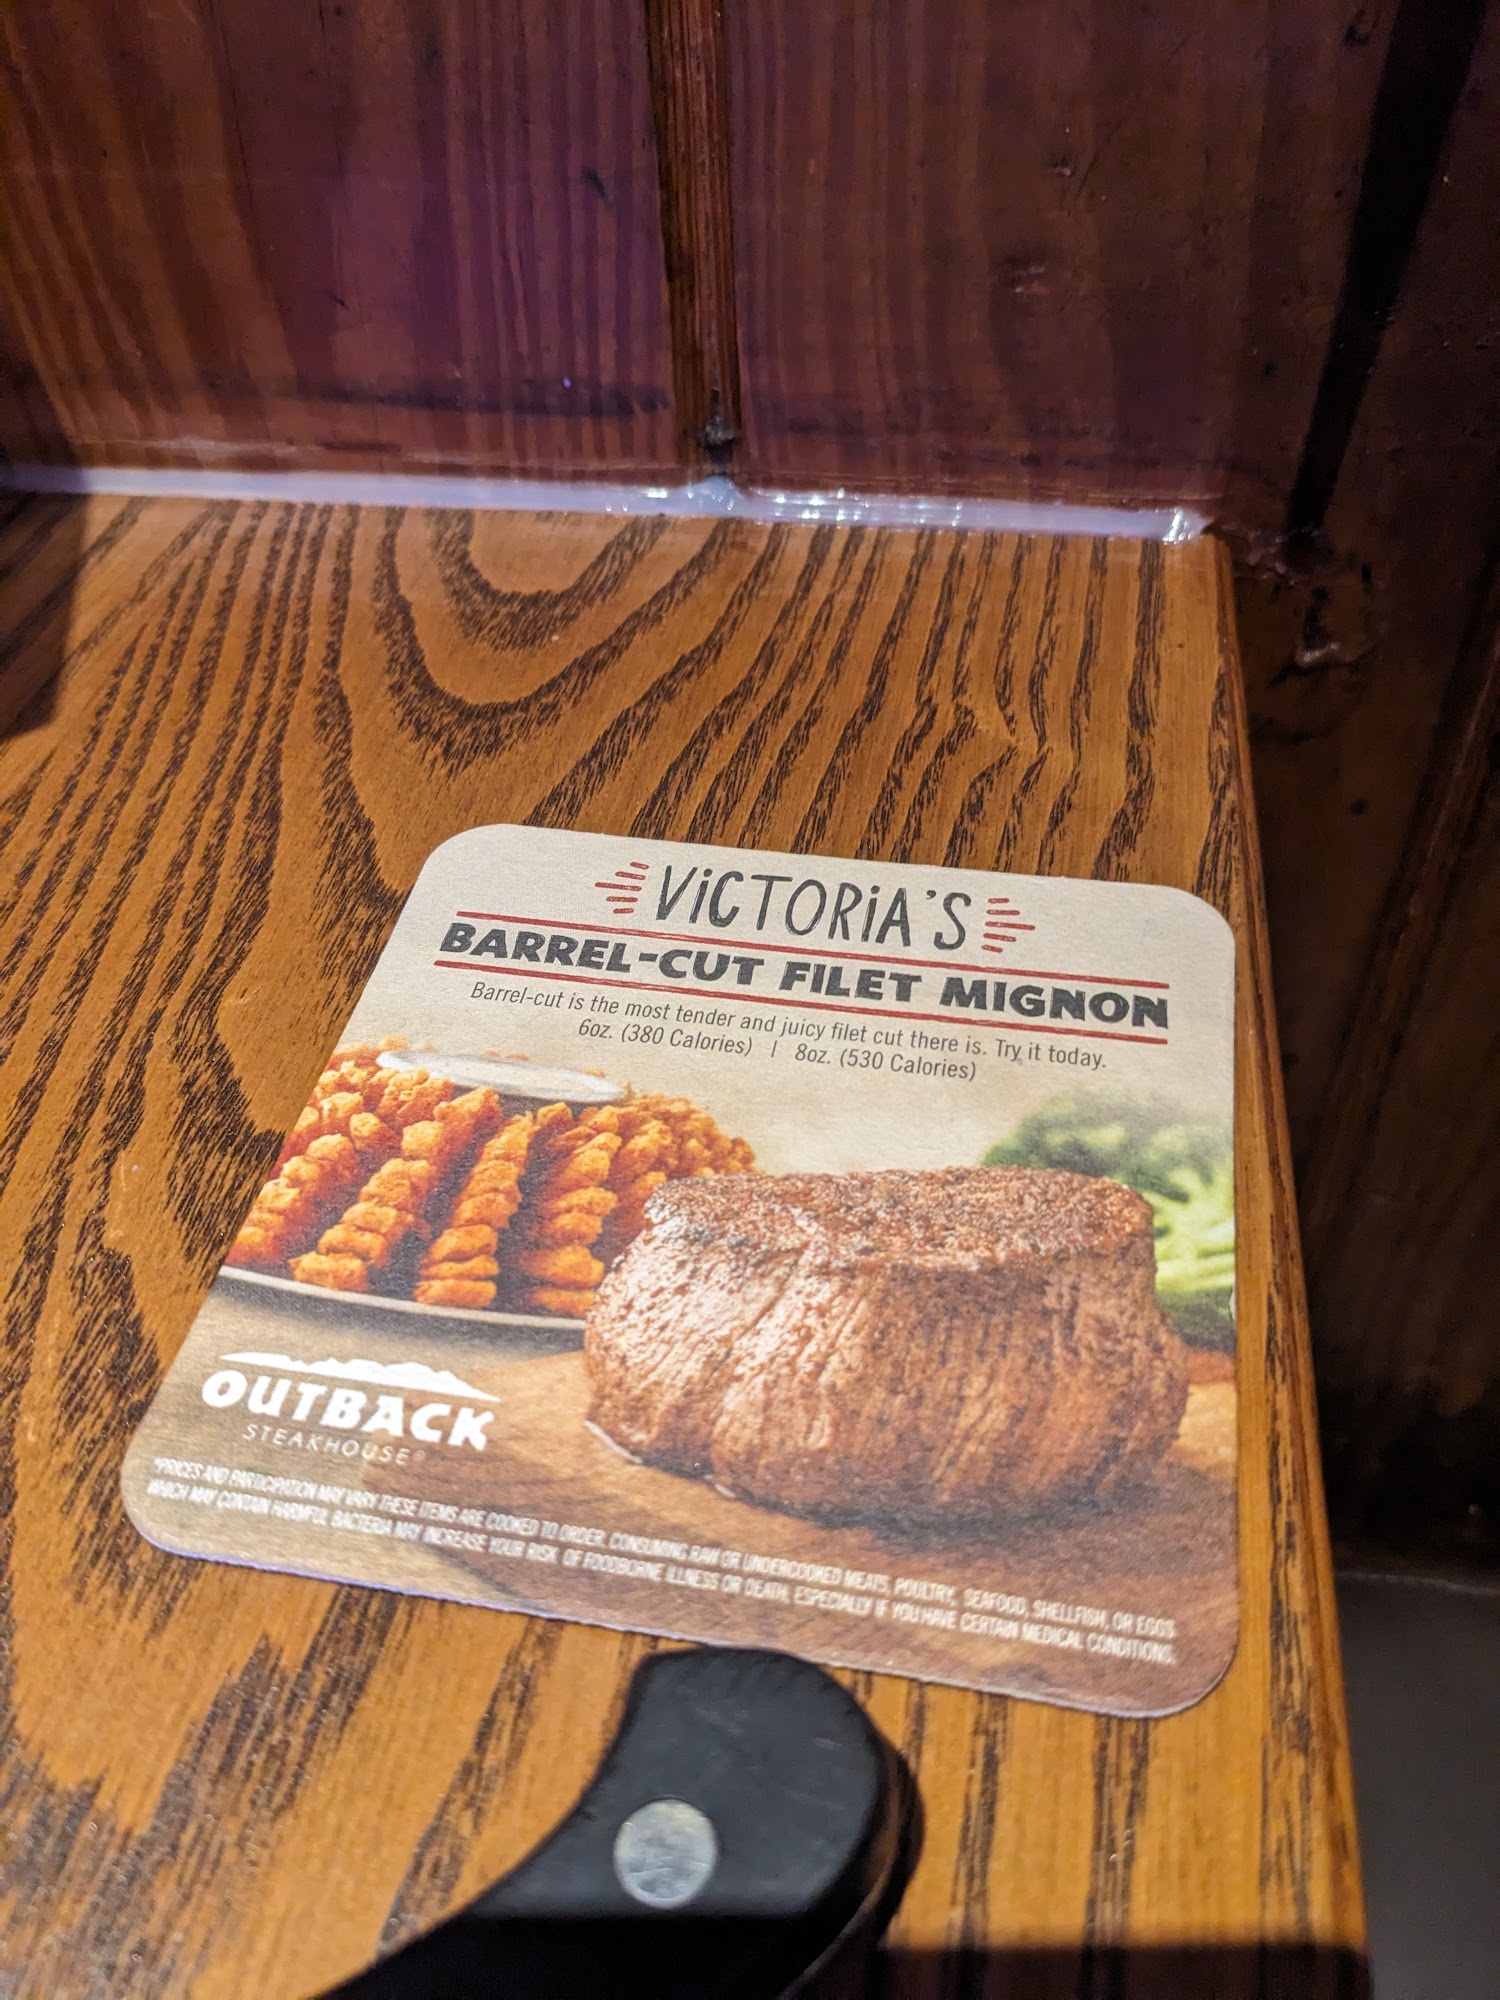 ViCTORiA'S
BARREL-CUT FILET MIGNON
Barrel-cut is the most tender and juicy filet cut there is. Try it today.
6oz. (380 Calories) | 8oz. (530 Calories)
OUTBACK
STEAKHOUSE®
*PRICES AND PARTICIPATION MAY VARY. THESE ITEMS ARE COOKED TO ORDER. CONSUMING RAW OR UNDERCOOKED MEATS, POULTRY, SEAFOOD, SHELLFISH, OR EGGS
WHICH MAY CONTAIN HARMFUL BACTERIA MAY INCREASE YOUR RISK OF FOODBORNE ILLNESS OR DEATH, ESPECIALLY IF YOU HAVE CERTAIN MEDICAL CONDITIONS.